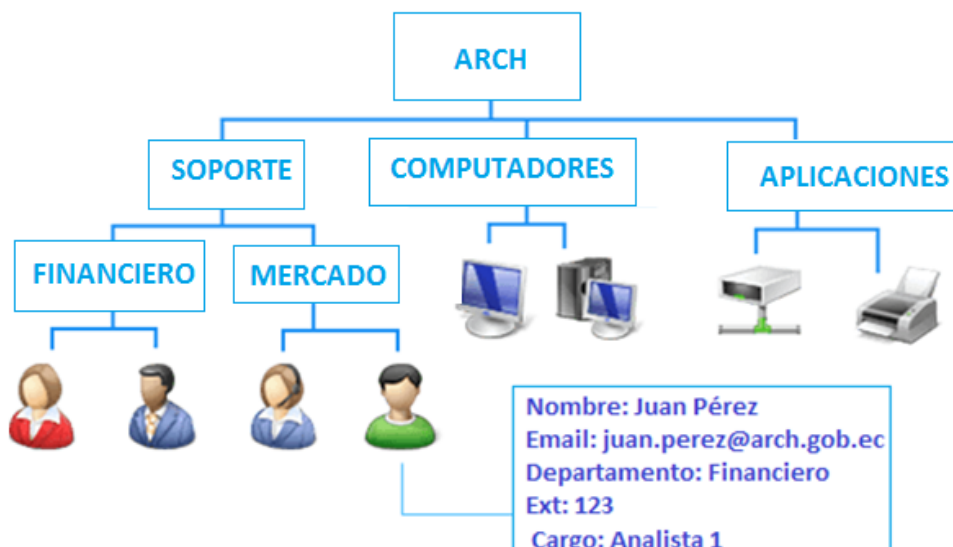 ARCH
SOPORTE
COMPUTADORES
APLICACIONES
FINANCIERO
MERCADO
Nombre: Juan Pérez
Email: juan.perez@arch.gob.ec
Departamento: Financiero
Ext: 123
Cargo: Analista 1